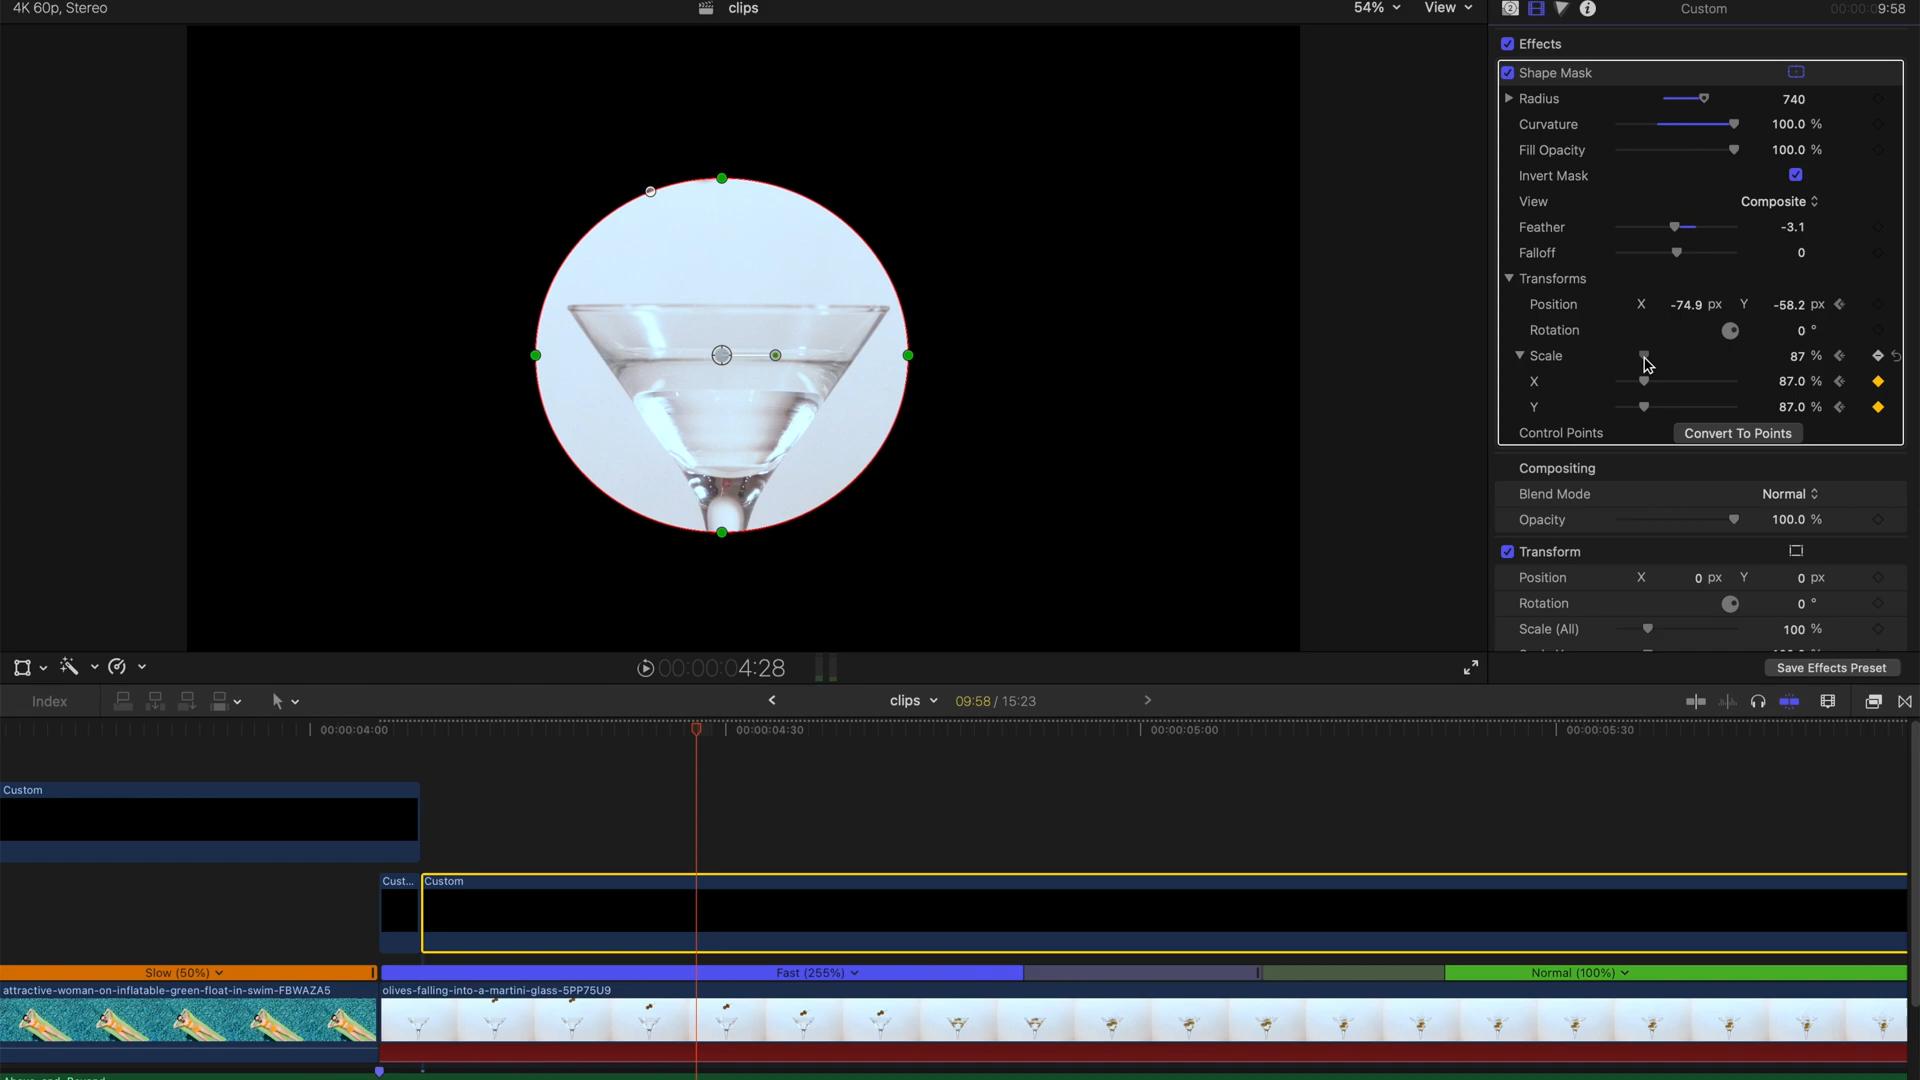 4K 60p, Stereo
clips
54%
View
Custom
00:00:09:58
Effects
Shape Mask
Radius 740
Curvature 100.0 %
Fill Opacity 100.0 %
Invert Mask
View Composite
Feather -3.1
Falloff 0
Transforms
Position X -74.9 px Y -58.2 px
Rotation 0 °
Scale 87 %
X 87.0 %
Y 87.0 %
Control Points Convert To Points
Compositing
Blend Mode Normal
Opacity 100.0 %
Transform
Position X 0 px Y 0 px
Rotation 0 °
Scale (All) 100 %
00:00:04:28
Save Effects Preset
Index
clips
09:58 / 15:23
00:00:04:00
00:00:04:30
00:00:05:00
00:00:05:30
Custom
Cust...
Custom
Slow (50%)
Fast (255%)
Normal (100%)
attractive-woman-on-inflatable-green-float-in-swim-FBWAZA5
olives-falling-into-a-martini-glass-5PP75U9